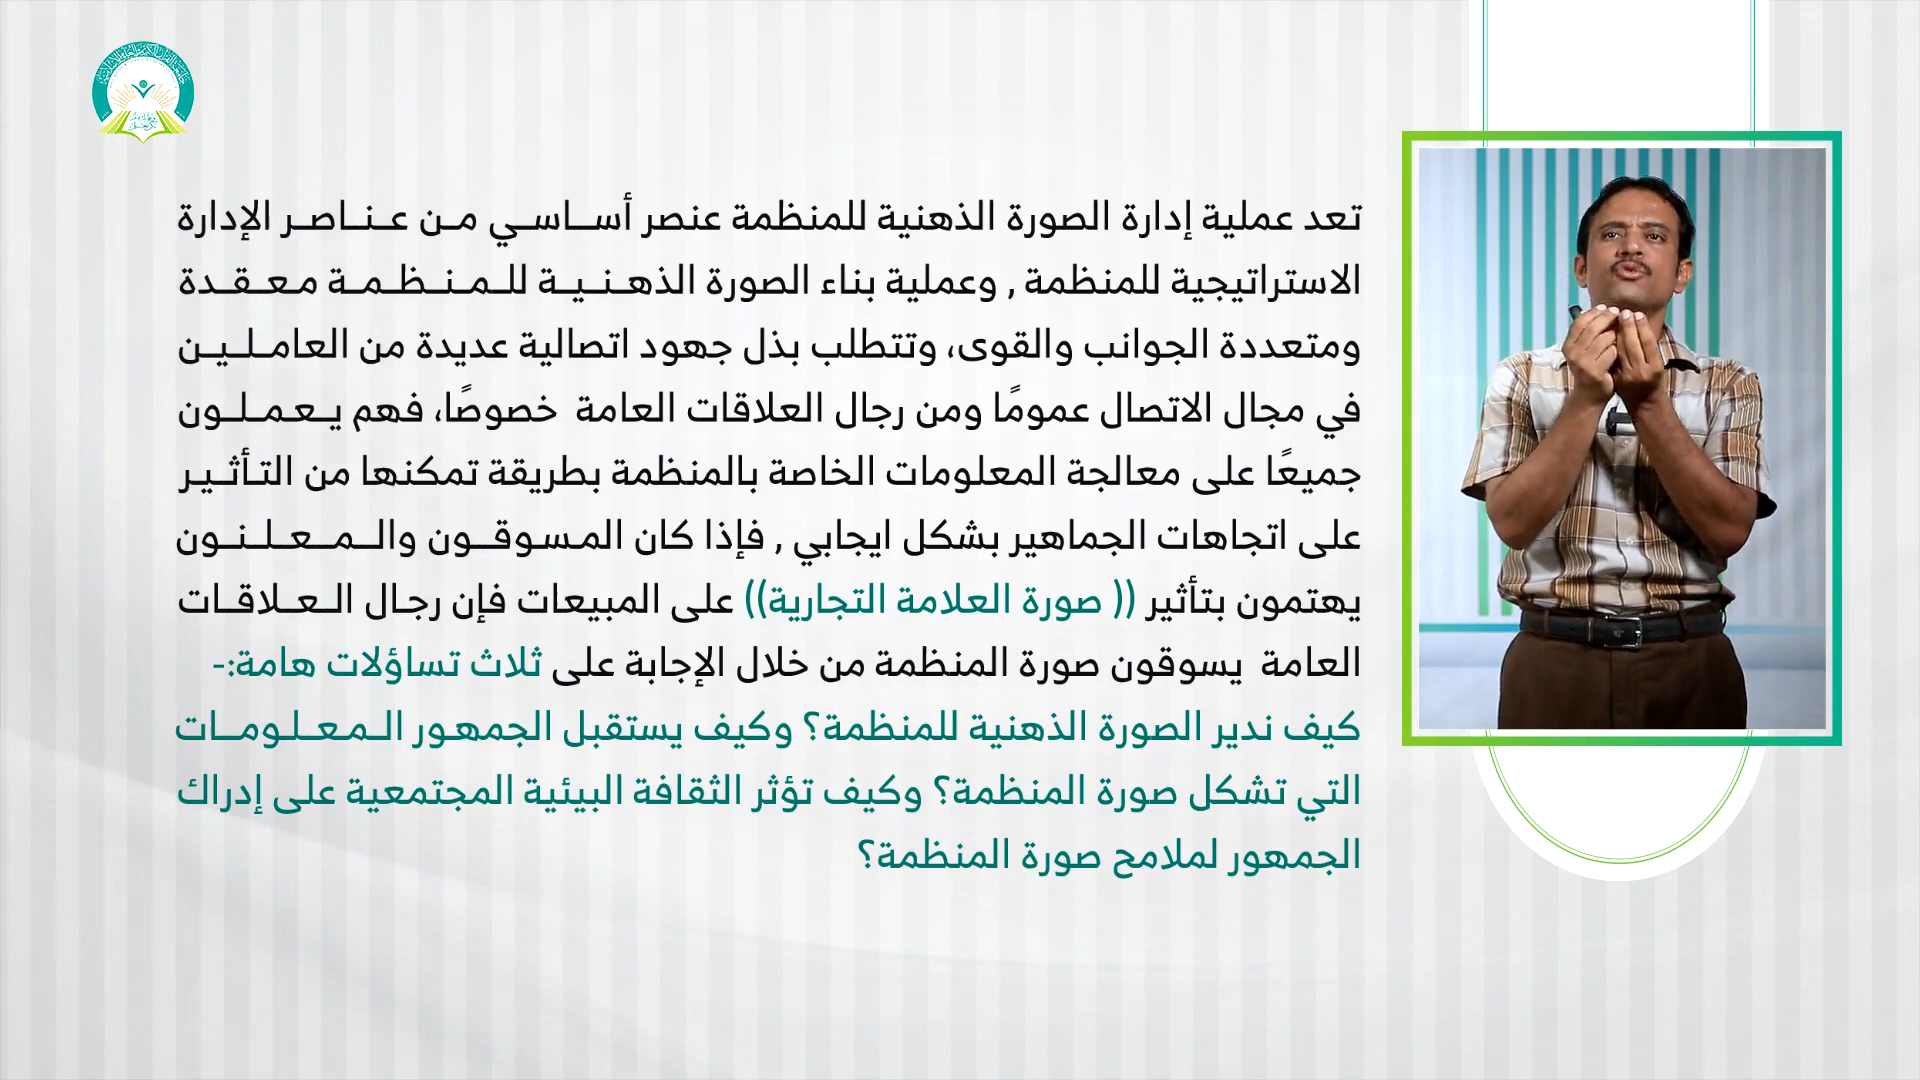 تعد عملية إدارة الصورة الذهنية للمنظمة عنصر أساسي من عناصر الإدارة
الاستراتيجية للمنظمة , وعملية بناء الصورة الذهنية للمنظمة معقدة
ومتعددة الجوانب والقوى، وتتطلب بذل جهود اتصالية عديدة من العاملين
في مجال الاتصال عمومًا ومن رجال العلاقات العامة خصوصًا، فهم يعملون
جميعًا على معالجة المعلومات الخاصة بالمنظمة بطريقة تمكنها من التأثير
على اتجاهات الجماهير بشكل ايجابي , فإذا كان المسوقون والمعلنون
يهتمون بتأثير (( صورة العلامة التجارية)) على المبيعات فإن رجال العلاقات
العامة يسوقون صورة المنظمة من خلال الإجابة على ثلاث تساؤلات هامة:-
كيف ندير الصورة الذهنية للمنظمة؟ وكيف يستقبل الجمهور المعلومات
التي تشكل صورة المنظمة؟ وكيف تؤثر الثقافة البيئية المجتمعية على إدراك
الجمهور لملامح صورة المنظمة؟